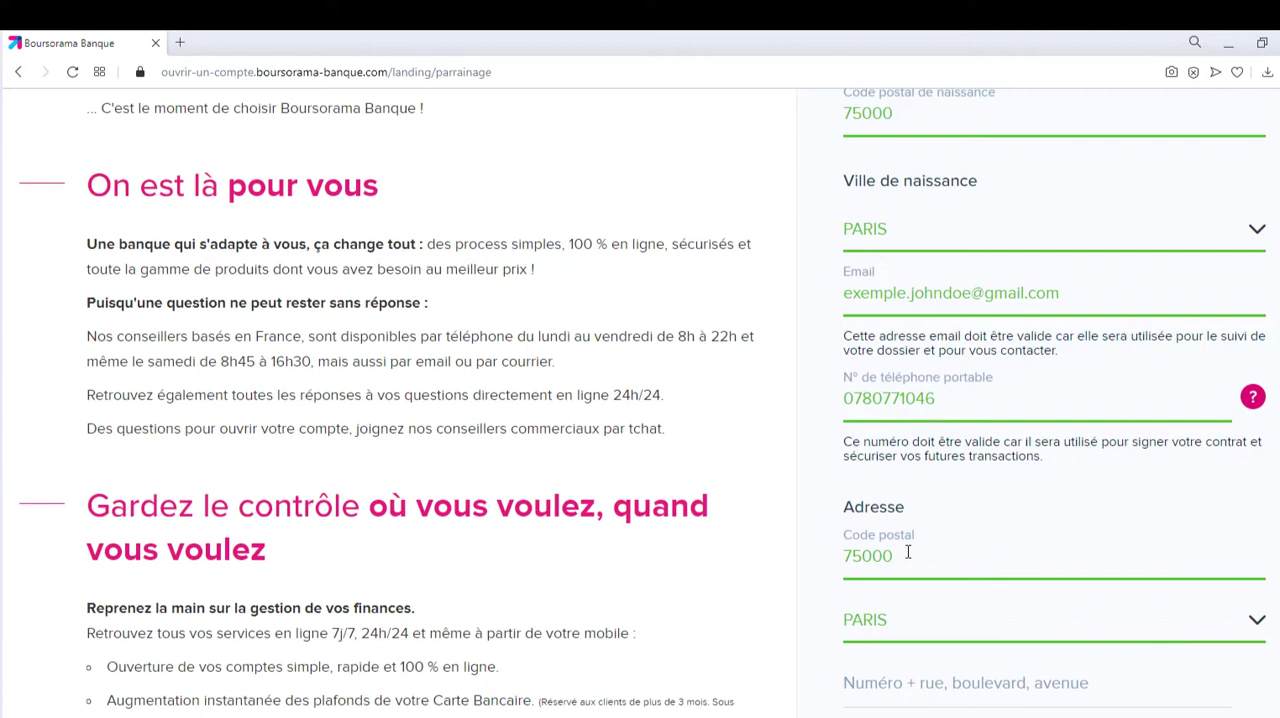 Boursorama Banque
ouvrir-un-compte.boursorama-banque.com/landing/parrainage
... C'est le moment de choisir Boursorama Banque !
On est là pour vous
Une banque qui s'adapte à vous, ça change tout : des process simples, 100 % en ligne, sécurisés et
toute la gamme de produits dont vous avez besoin au meilleur prix !
Puisqu'une question ne peut rester sans réponse :
Nos conseillers basés en France, sont disponibles par téléphone du lundi au vendredi de 8h à 22h et
même le samedi de 8h45 à 16h30, mais aussi par email ou par courrier.
Retrouvez également toutes les réponses à vos questions directement en ligne 24h/24.
Des questions pour ouvrir votre compte, joignez nos conseillers commerciaux par tchat.
Gardez le contrôle où vous voulez, quand
vous voulez
Reprenez la main sur la gestion de vos finances.
Retrouvez tous vos services en ligne 7j/7, 24h/24 et même à partir de votre mobile :
Ouverture de vos comptes simple, rapide et 100 % en ligne.
Augmentation instantanée des plafonds de votre Carte Bancaire. (Réservé aux clients de plus de 3 mois. Sous
Code postal de naissance
75000
Ville de naissance
PARIS
Email
exemple.johndoe@gmail.com
Cette adresse email doit être valide car elle sera utilisée pour le suivi de
votre dossier et pour vous contacter.
N° de téléphone portable
0780771046
?
Ce numéro doit être valide car il sera utilisé pour signer votre contrat et
sécuriser vos futures transactions.
Adresse
Code postal
75000
PARIS
Numéro + rue, boulevard, avenue